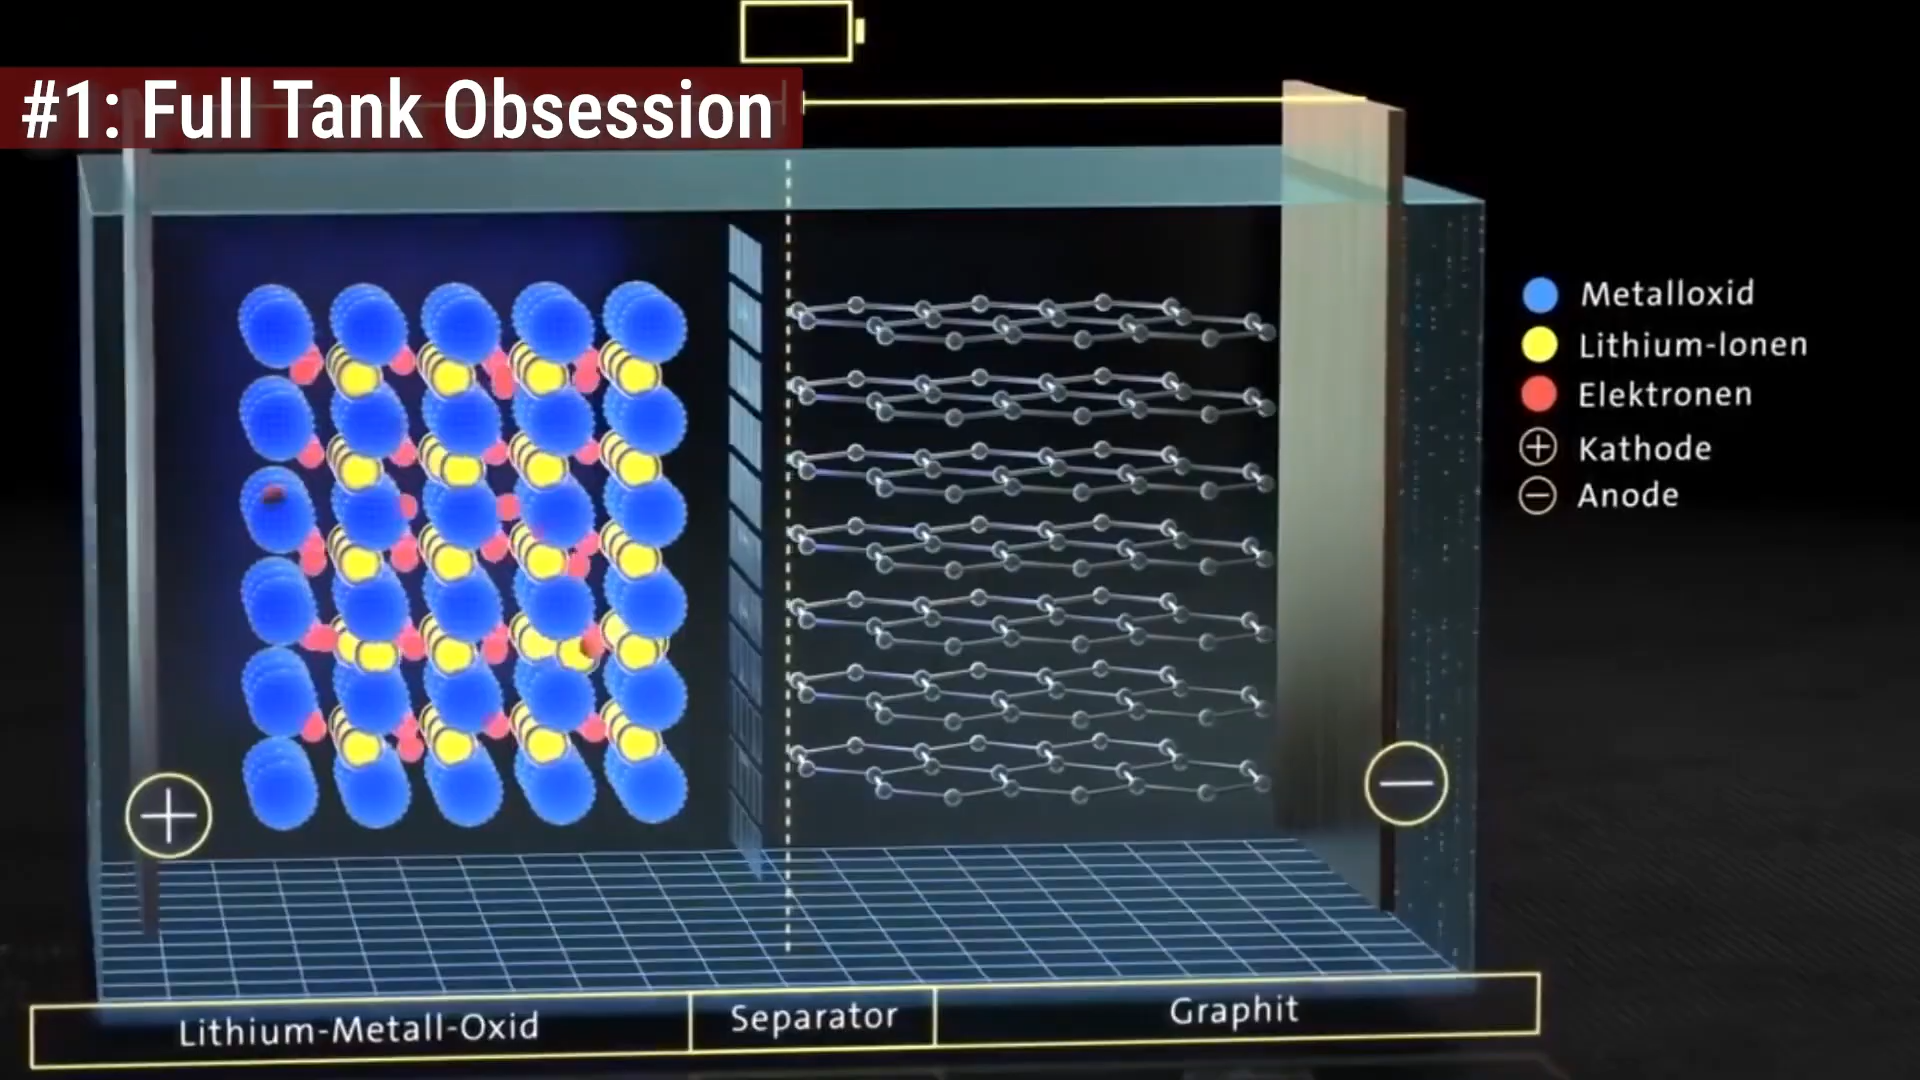 #1: Full Tank Obsession
Metalloxid
Lithium-Ionen
Elektronen
Kathode
Anode
Lithium-Metall-Oxid
Separator
Graphit